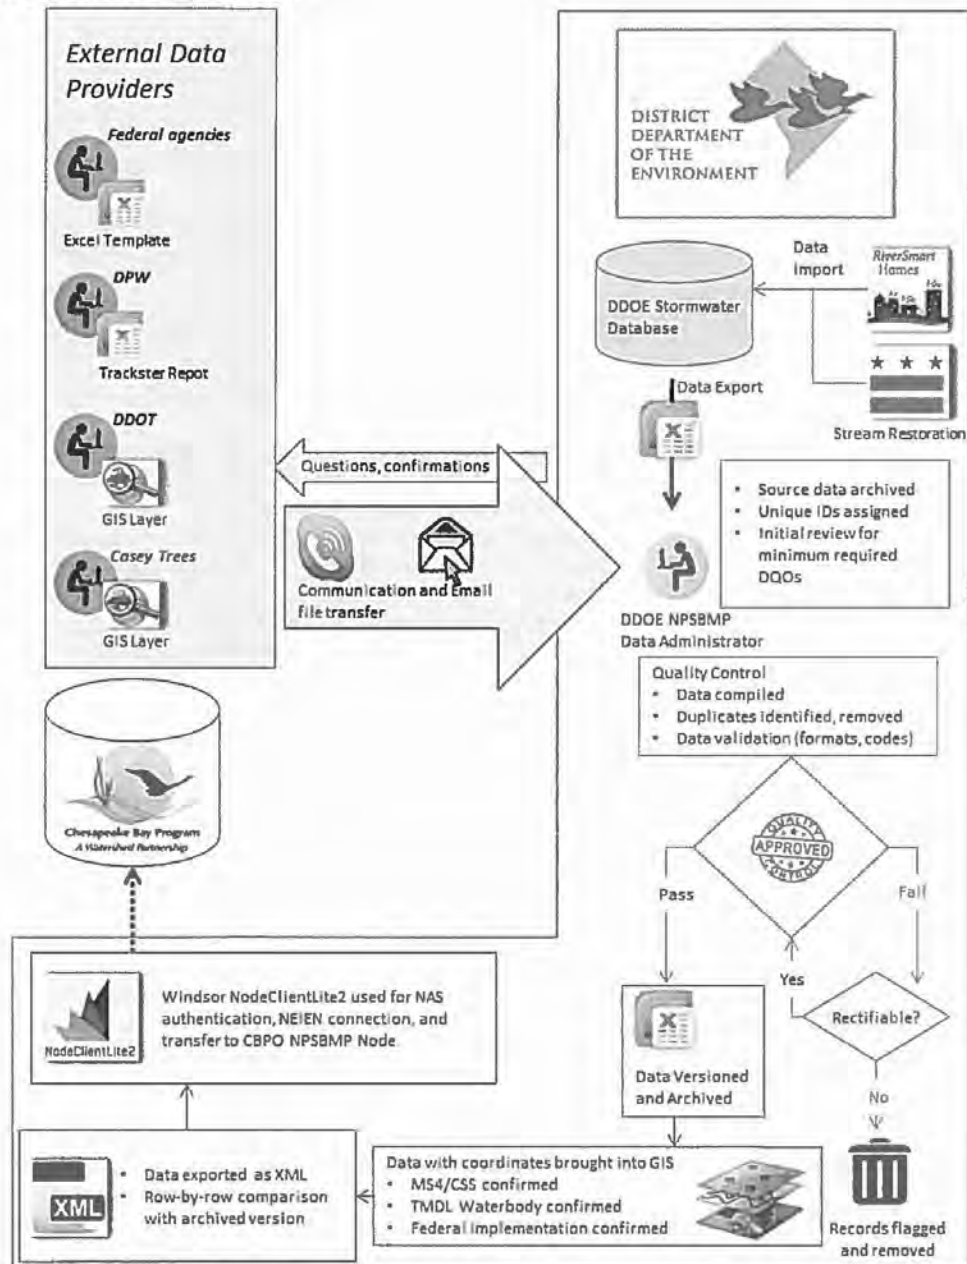 External Data
Providers
Federal agencies
Excel Template
DPW
Trackster Repot
DDOT
GIS Layer
Casey Trees
GIS Layer
Questions, confirmations
Communication and Email
file transfer
DISTRICT
DEPARTMENT
OF THE
ENVIRONMENT
Data
Import
RiverSmart
Homes
DDOE Stormwater
Database
Data Export
Stream Restoration
• Source data archived
• Unique IDs assigned
• Initial review for
minimum required
DQOs
DDOE NPSBMP
Data Administrator
Quality Control
• Data compiled
• Duplicates identified, removed
• Data validation (formats, codes)
QUALITY
APPROVED
CONTROL
Pass
Fail
Yes
Rectifiable?
No
Records flagged
and removed
Data Versioned
and Archived
Data with coordinates brought into GIS
• MS4/CSS confirmed
• TMDL Waterbody confirmed
• Federal Implementation confirmed
XML
• Data exported as XML
• Row-by-row comparison
with archived version
NodeClientLite2
Windsor NodeClientLite2 used for NAS
authentication, NEIEN connection, and
transfer to CBPO NPSBMP Node
Chesapeake Bay Program
A Watershed Partnership